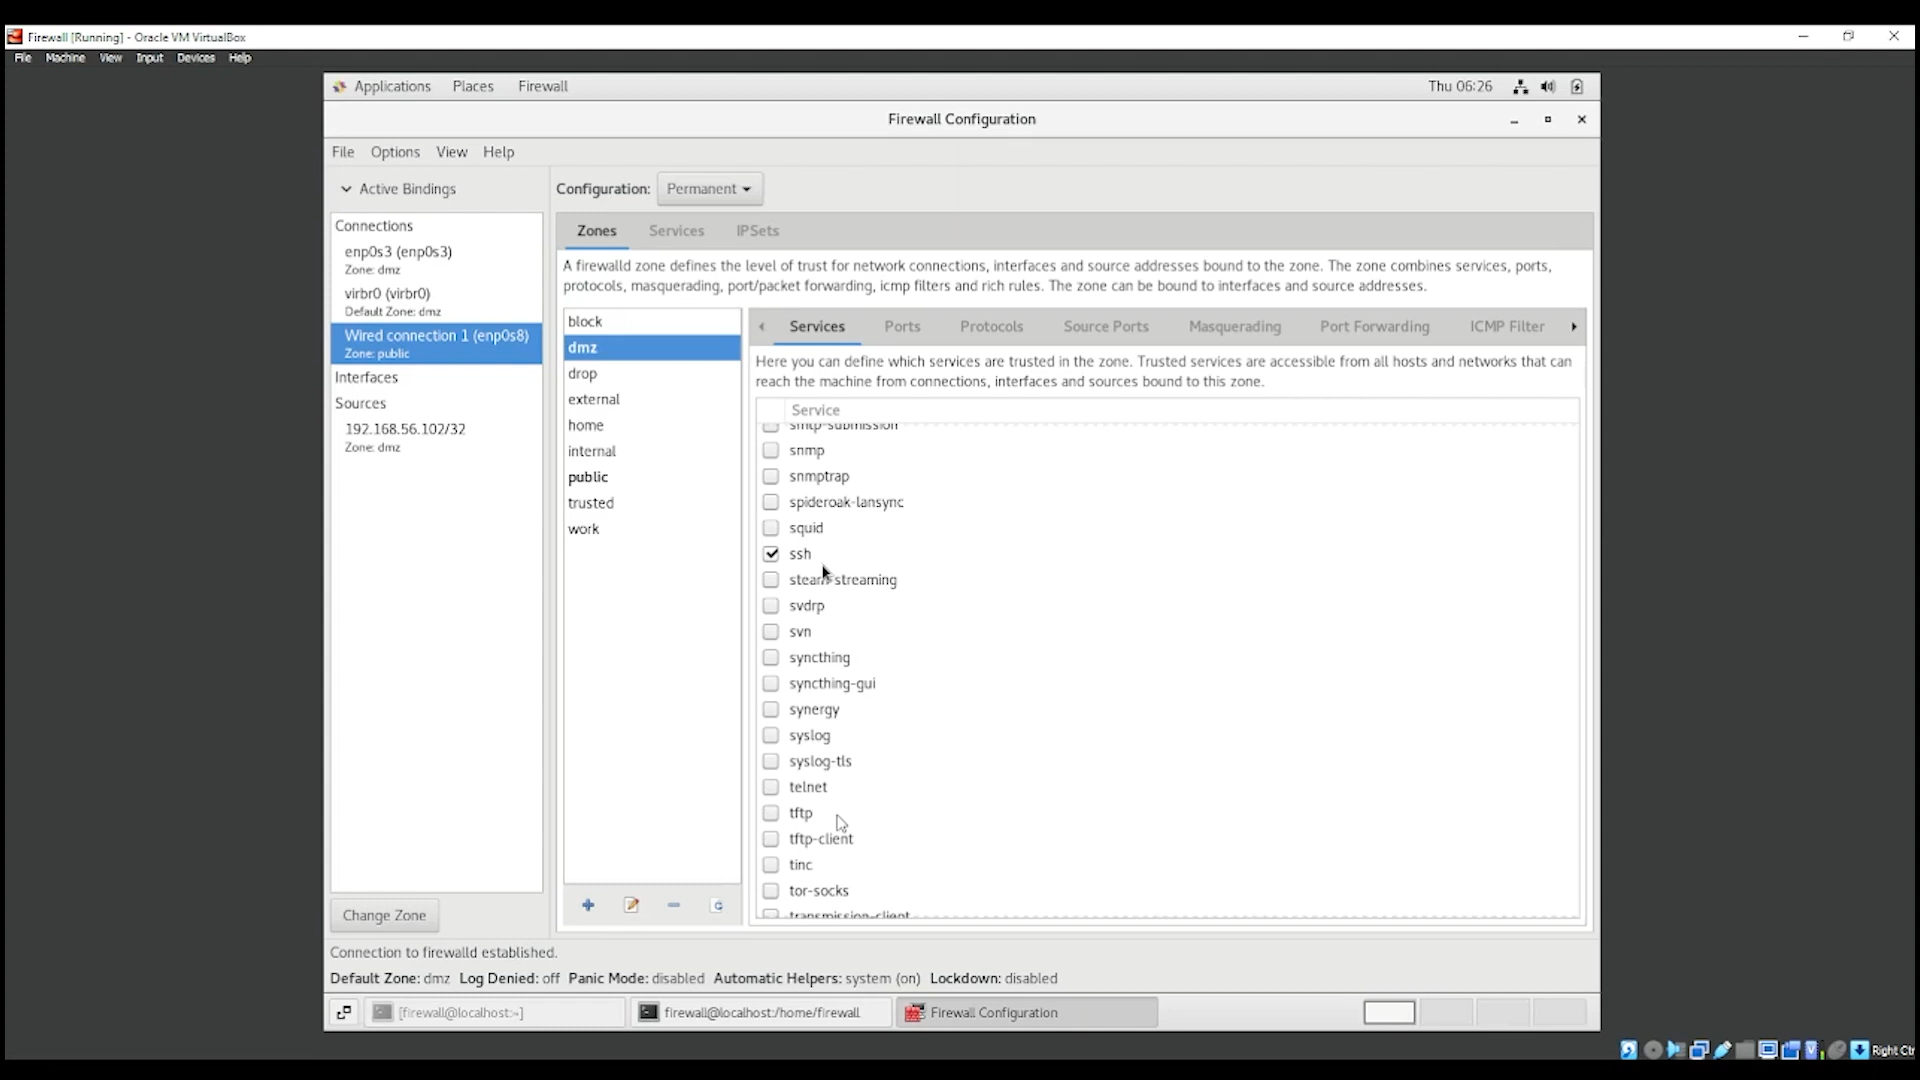 Firewall [Running] - Oracle VM VirtualBox
File Machine View Input Devices Help
Applications Places Firewall Thu 06:26
Firewall Configuration
File Options View Help
Active Bindings
Configuration: Permanent
Connections
enp0s3 (enp0s3)
Zone: dmz
virbr0 (virbr0)
Default Zone: dmz
Wired connection 1 (enp0s8)
Zone: public
Interfaces
Sources
192.168.56.102/32
Zone: dmz
Change Zone
Zones Services IPSets
A firewalld zone defines the level of trust for network connections, interfaces and source addresses bound to the zone. The zone combines services, ports,
protocols, masquerading, port/packet forwarding, icmp filters and rich rules. The zone can be bound to interfaces and source addresses.
block
dmz
drop
external
home
internal
public
trusted
work
Services Ports Protocols Source Ports Masquerading Port Forwarding ICMP Filter
Here you can define which services are trusted in the zone. Trusted services are accessible from all hosts and networks that can
reach the machine from connections, interfaces and sources bound to this zone.
Service
smtp-submission
snmp
snmptrap
spideroak-lansync
squid
ssh
steam-streaming
svdrp
svn
syncthing
syncthing-gui
synergy
syslog
syslog-tls
telnet
tftp
tftp-client
tinc
tor-socks
transmission-client
Connection to firewalld established.
Default Zone: dmz Log Denied: off Panic Mode: disabled Automatic Helpers: system (on) Lockdown: disabled
[firewall@localhost:~] firewall@localhost:/home/firewall Firewall Configuration
Right Ctr